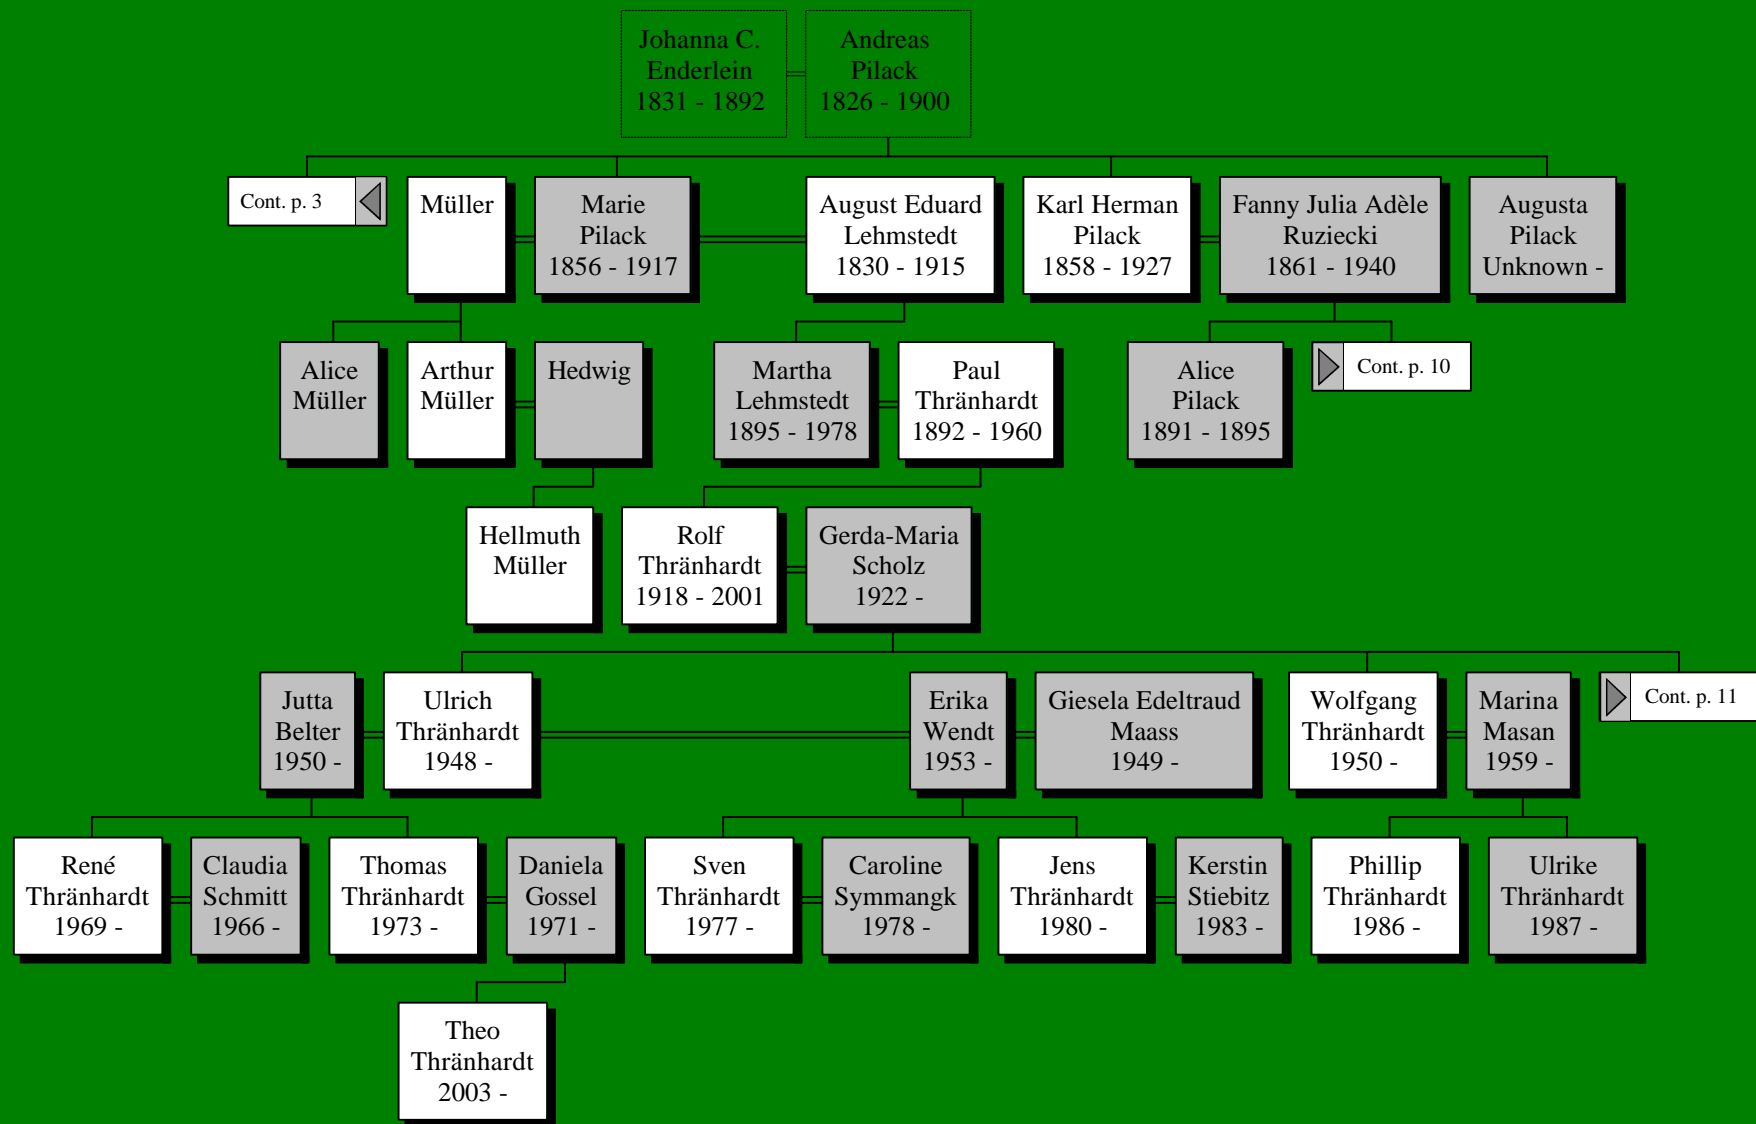 Johanna C.
Enderlein
1831 - 1892
Andreas
Pilack
1826 - 1900
Cont. p. 3
Müller
Marie
Pilack
1856 - 1917
August Eduard
Lehmstedt
1830 - 1915
Karl Herman
Pilack
1858 - 1927
Fanny Julia Adèle
Ruziecki
1861 - 1940
Augusta
Pilack
Unknown -
Alice
Müller
Arthur
Müller
Hedwig
Martha
Lehmstedt
1895 - 1978
Paul
Thränhardt
1892 - 1960
Alice
Pilack
1891 - 1895
Cont. p. 10
Hellmuth
Müller
Rolf
Thränhardt
1918 - 2001
Gerda-Maria
Scholz
1922 -
Jutta
Belter
1950 -
Ulrich
Thränhardt
1948 -
Erika
Wendt
1953 -
Giesela Edeltraud
Maass
1949 -
Wolfgang
Thränhardt
1950 -
Marina
Masan
1959 -
Cont. p. 11
René
Thränhardt
1969 -
Claudia
Schmitt
1966 -
Thomas
Thränhardt
1973 -
Daniela
Gossel
1971 -
Sven
Thränhardt
1977 -
Caroline
Symmangk
1978 -
Jens
Thränhardt
1980 -
Kerstin
Stiebitz
1983 -
Phillip
Thränhardt
1986 -
Ulrike
Thränhardt
1987 -
Theo
Thränhardt
2003 -